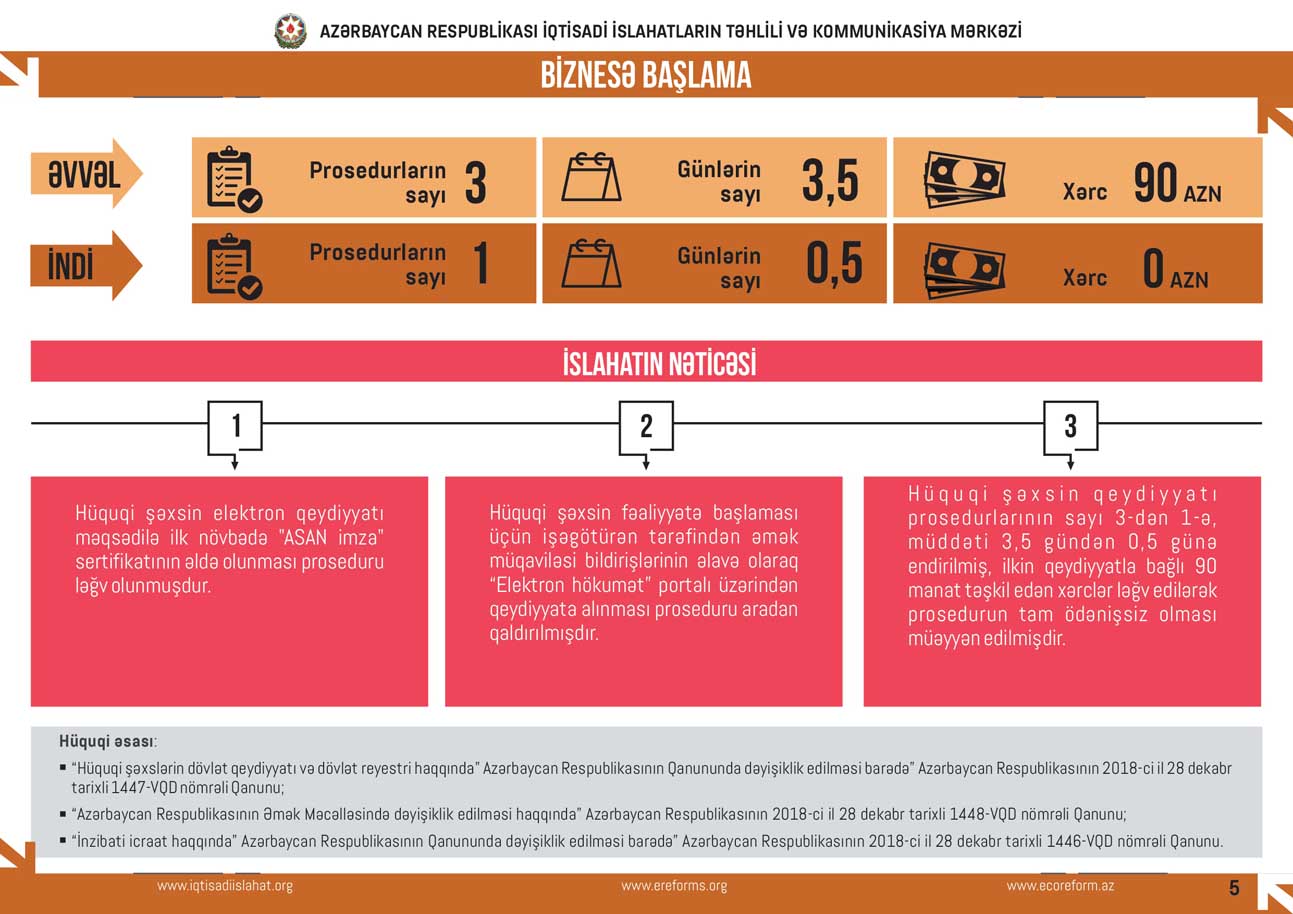 AZƏRBAYCAN RESPUBLİKASI İQTİSADİ İSLAHATLARIN TƏHLİLİ VƏ KOMMUNİKASİYA MƏRKƏZİ
BİZNESƏ BAŞLAMA
ƏVVƏL
Prosedurların
sayı 3
Günlərin
sayı 3,5
Xərc 90 AZN
İNDİ
Prosedurların
sayı 1
Günlərin
sayı 0,5
Xərc 0 AZN
İSLAHATIN NƏTİCƏSİ
1
Hüquqi şəxsin elektron qeydiyyatı
məqsədilə ilk növbədə "ASAN imza"
sertifikatının əldə olunması proseduru
ləğv olunmuşdur.
2
Hüquqi şəxsin fəaliyyətə başlaması
üçün işəgötürən tərəfindən əmək
müqaviləsi bildirişlərinin əlavə olaraq
“Elektron hökumət” portalı üzərindən
qeydiyyata alınması proseduru aradan
qaldırılmışdır.
3
Hüquqi şəxsin qeydiyyatı
prosedurlarının sayı 3-dən 1-ə,
müddəti 3,5 gündən 0,5 günə
endirilmiş, ilkin qeydiyyatla bağlı 90
manat təşkil edən xərclər ləğv edilərək
prosedurun tam ödənişsiz olması
müəyyən edilmişdir.
Hüquqi əsası:
▪ “Hüquqi şəxslərin dövlət qeydiyyatı və dövlət reyestri haqqında” Azərbaycan Respublikasının Qanununda dəyişiklik edilməsi barədə” Azərbaycan Respublikasının 2018-ci il 28 dekabr
tarixli 1447-VQD nömrəli Qanunu;
▪ “Azərbaycan Respublikasının Əmək Məcəlləsində dəyişiklik edilməsi haqqında” Azərbaycan Respublikasının 2018-ci il 28 dekabr tarixli 1448-VQD nömrəli Qanunu;
▪ “İnzibati icraat haqqında” Azərbaycan Respublikasının Qanununda dəyişiklik edilməsi barədə” Azərbaycan Respublikasının 2018-ci il 28 dekabr tarixli 1446-VQD nömrəli Qanunu.
www.iqtisadiislahat.org
www.ereforms.org
www.ecoreform.az
5